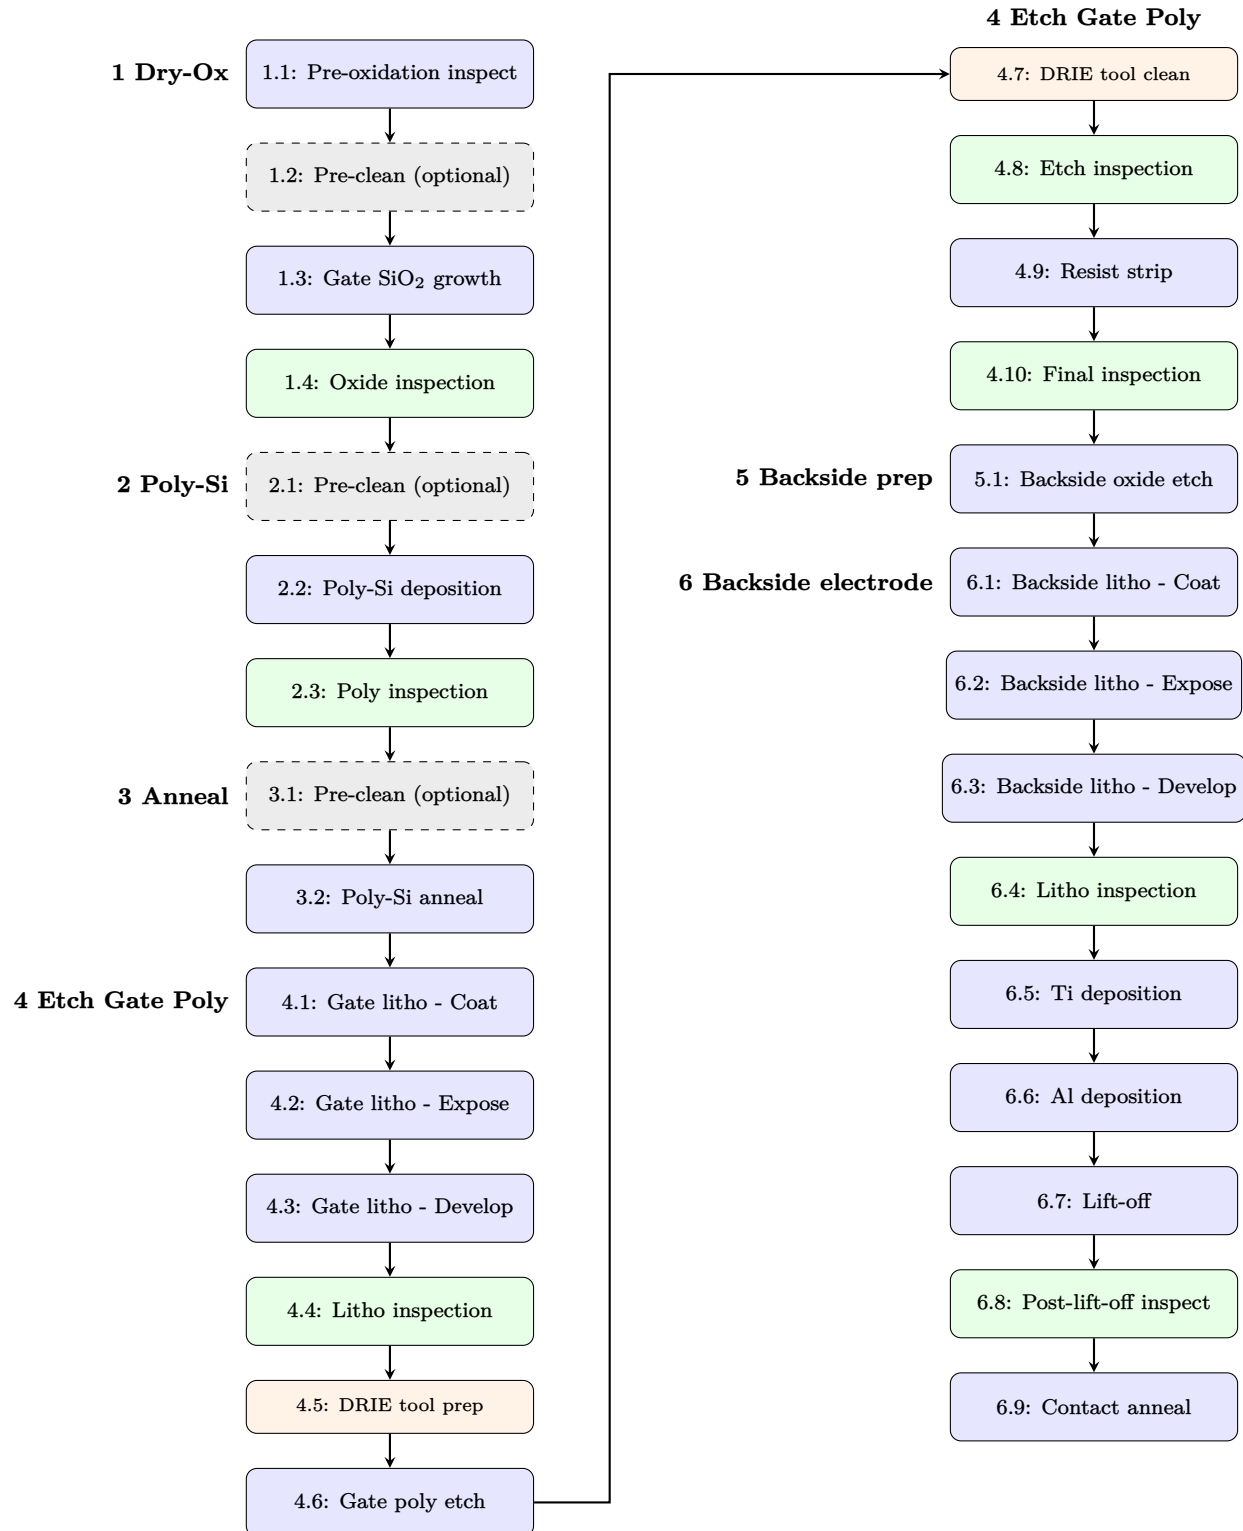 1 Dry-Ox
1.1: Pre-oxidation inspect
1.2: Pre-clean (optional)
1.3: Gate SiO₂ growth
1.4: Oxide inspection
2 Poly-Si
2.1: Pre-clean (optional)
2.2: Poly-Si deposition
2.3: Poly inspection
3 Anneal
3.1: Pre-clean (optional)
3.2: Poly-Si anneal
4 Etch Gate Poly
4.1: Gate litho - Coat
4.2: Gate litho - Expose
4.3: Gate litho - Develop
4.4: Litho inspection
4.5: DRIE tool prep
4.6: Gate poly etch
4 Etch Gate Poly
4.7: DRIE tool clean
4.8: Etch inspection
4.9: Resist strip
4.10: Final inspection
5 Backside prep
5.1: Backside oxide etch
6 Backside electrode
6.1: Backside litho - Coat
6.2: Backside litho - Expose
6.3: Backside litho - Develop
6.4: Litho inspection
6.5: Ti deposition
6.6: Al deposition
6.7: Lift-off
6.8: Post-lift-off inspect
6.9: Contact anneal